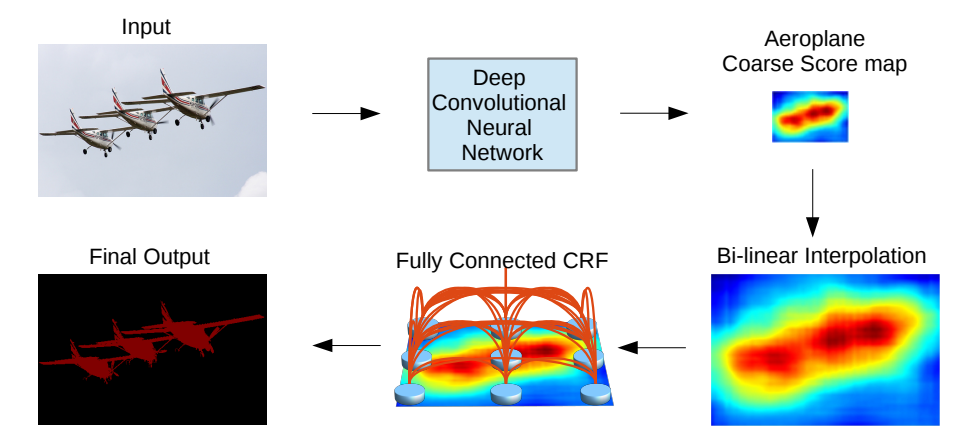 Input
Deep
Convolutional
Neural
Network
Aeroplane
Coarse Score map
Final Output
Fully Connected CRF
Bi-linear Interpolation